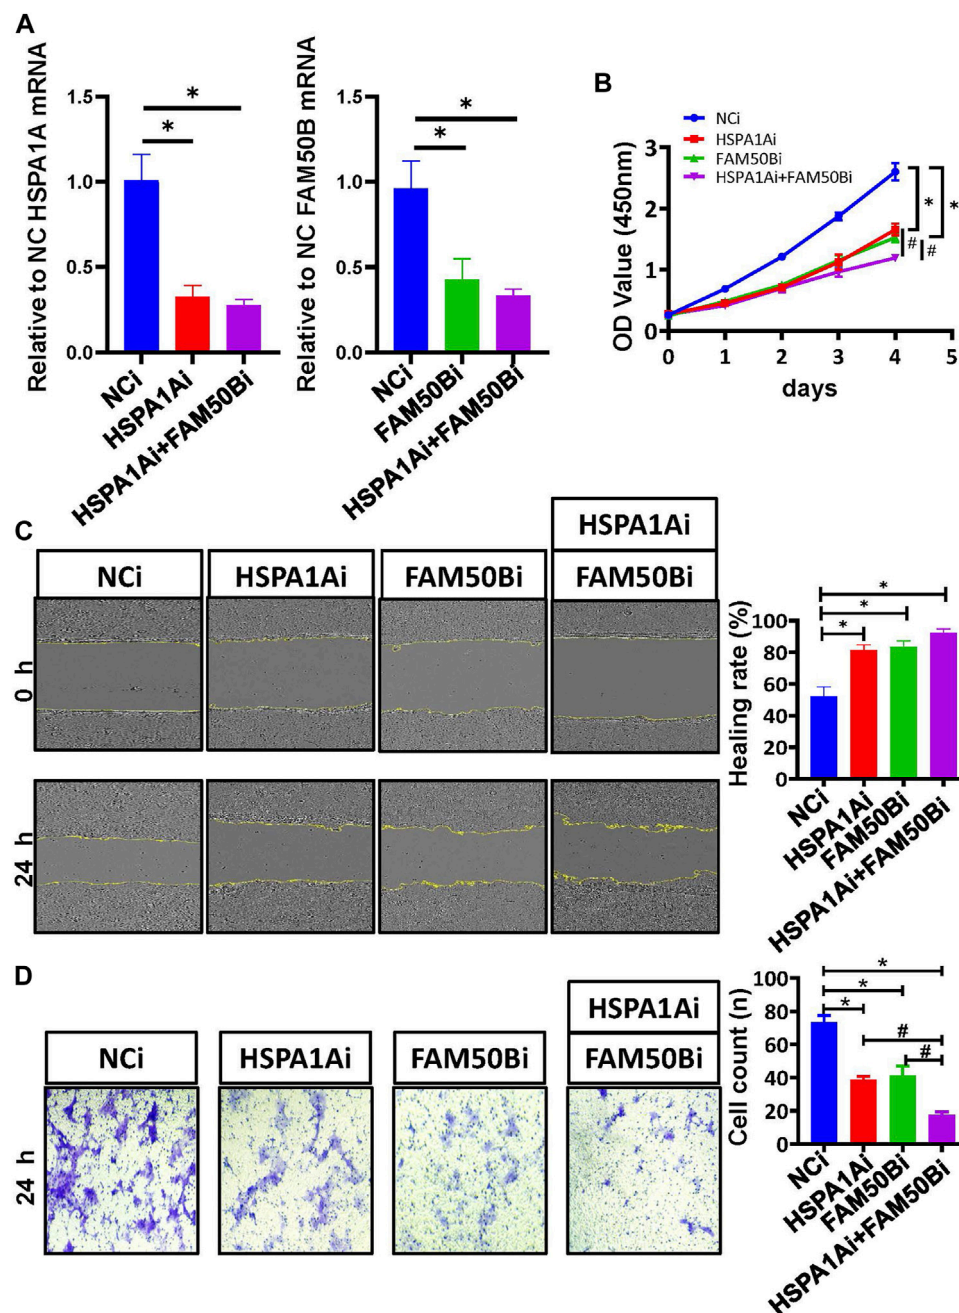 A
Relative to NC HSPA1A mRNA
1.5
1.0
0.5
0.0
*
*
NCi
HSPA1Ai
HSPA1Ai+FAM50Bi
Relative to NC FAM50B mRNA
1.5
1.0
0.5
0.0
*
*
NCi
FAM50Bi
HSPA1Ai+FAM50Bi
B
NCi
HSPA1Ai
FAM50Bi
HSPA1Ai+FAM50Bi
OD Value (450nm)
3
2
1
0
0 1 2 3 4 5
days
* *
# #
C
NCi
HSPA1Ai
FAM50Bi
HSPA1Ai
FAM50Bi
0 h
24 h
Healing rate (%)
100
80
60
40
20
0
*
*
*
NCi
HSPA1Ai
FAM50Bi
HSPA1Ai+FAM50Bi
D
NCi
HSPA1Ai
FAM50Bi
HSPA1Ai
FAM50Bi
24 h
Cell count (n)
100
80
60
40
20
0
*
*
*
#
#
NCi
HSPA1Ai
FAM50Bi
HSPA1Ai+FAM50Bi